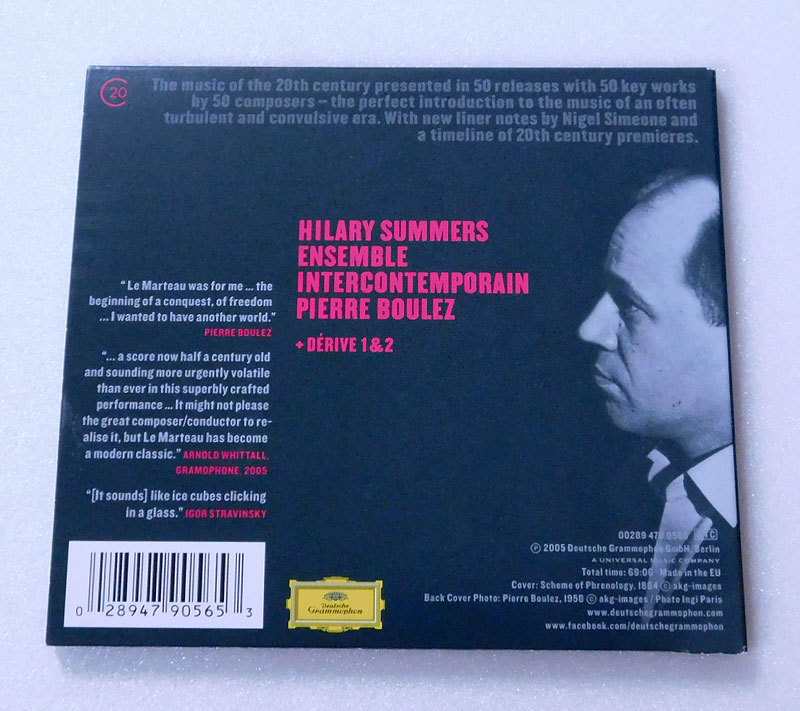 C20
The music of the 20th century presented in 50 releases with 50 key works
by 50 composers – the perfect introduction to the music of an often
turbulent and convulsive era. With new liner notes by Nigel Simeone and
a timeline of 20th century premieres.
HILARY SUMMERS
ENSEMBLE
INTERCONTEMPORAIN
PIERRE BOULEZ
+ DÉRIVE 1&2
“Le Marteau was for me ... the
beginning of a conquest, of freedom
... I wanted to have another world.”
PIERRE BOULEZ
“... a score now half a century old
and sounding more urgently volatile
than ever in this superbly crafted
performance ... It might not please
the great composer/conductor to re-
alise it, but Le Marteau has become
a modern classic.” ARNOLD WHITTALL,
GRAMOPHONE, 2005
“[It sounds] like ice cubes clicking
in a glass.” IGOR STRAVINSKY
0 28947 90565 3
Deutsche
Grammophon
00289 479
℗ 2005 Deutsche Grammophon GmbH, Berlin
A UNIVERSAL MUSIC COMPANY
Total time: 69: Made in the EU
Cover: Scheme of Phrenology, 1864 © akg-images
Back Cover Photo: Pierre Boulez, 1958 © akg-images / Photo Ingi Paris
www.deutschegrammophon.com
www.facebook.com/deutschegrammophon